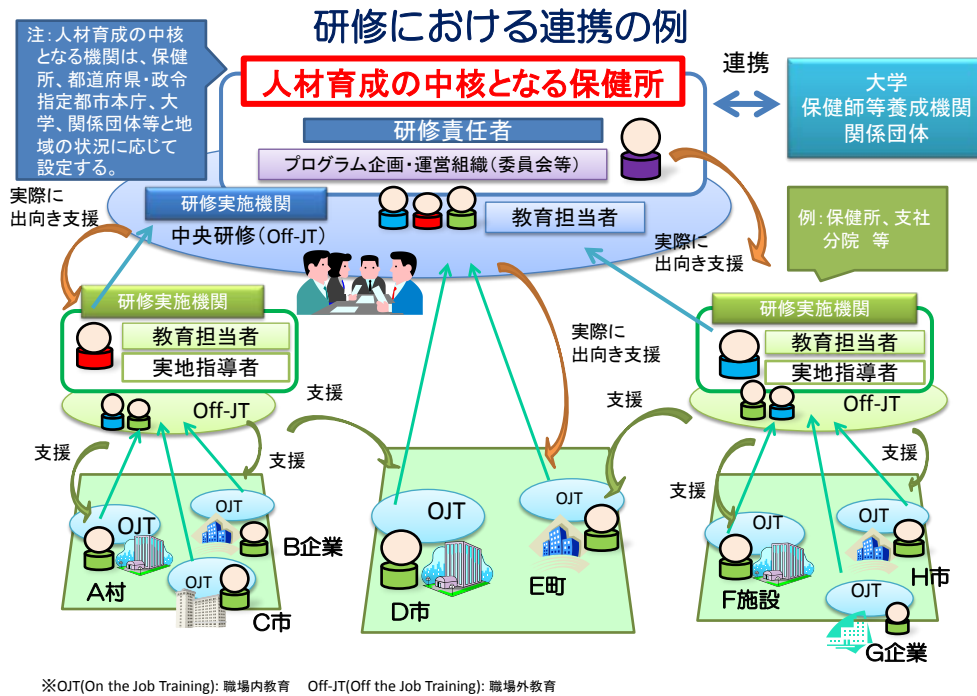 研修における連携の例
注：人材育成の中核
となる機関は、保健
所、都道府県・政令
指定都市本庁、大
学、関係団体等と地
域の状況に応じて
設定する。
人材育成の中核となる保健所
連携
大学
保健師等養成機関
関係団体
研修責任者
プログラム企画・運営組織（委員会等）
実際に
出向き支援
研修実施機関
中央研修（Off-JT）
教育担当者
実際に
出向き支援
例：保健所、支社
分院　等
研修実施機関
教育担当者
実地指導者
Off-JT
実際に
出向き支援
研修実施機関
教育担当者
実地指導者
Off-JT
支援
支援
支援
支援
支援
支援
OJT
A村
OJT
B企業
OJT
C市
OJT
D市
OJT
E町
OJT
F施設
OJT
H市
OJT
G企業
※OJT(On the Job Training): 職場内教育　Off-JT(Off the Job Training): 職場外教育